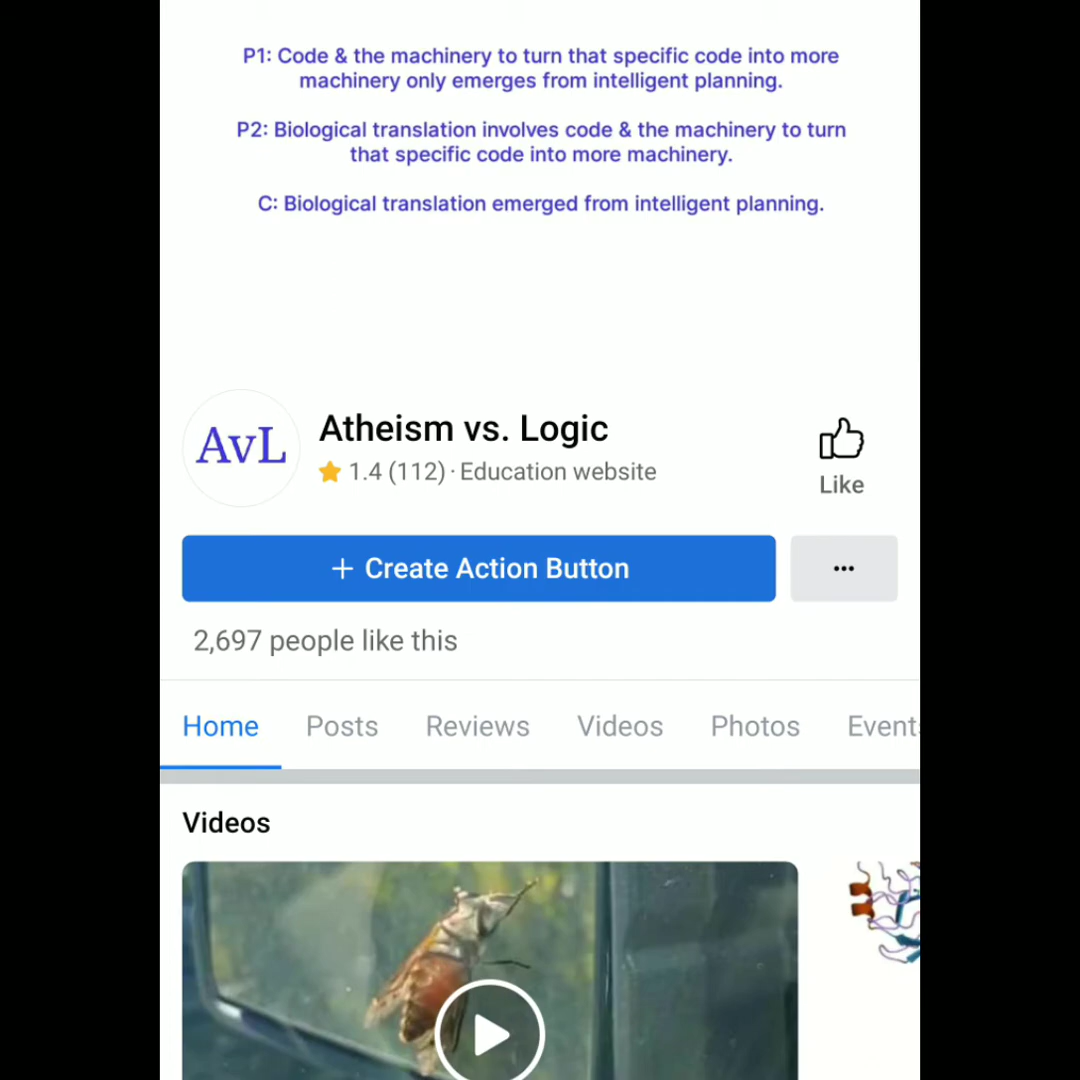 P1: Code & the machinery to turn that specific code into more
machinery only emerges from intelligent planning.
P2: Biological translation involves code & the machinery to turn
that specific code into more machinery.
C: Biological translation emerged from intelligent planning.
AvL
Atheism vs. Logic
1.4 (112) · Education website
Like
+ Create Action Button
2,697 people like this
Home Posts Reviews Videos Photos Event
Videos